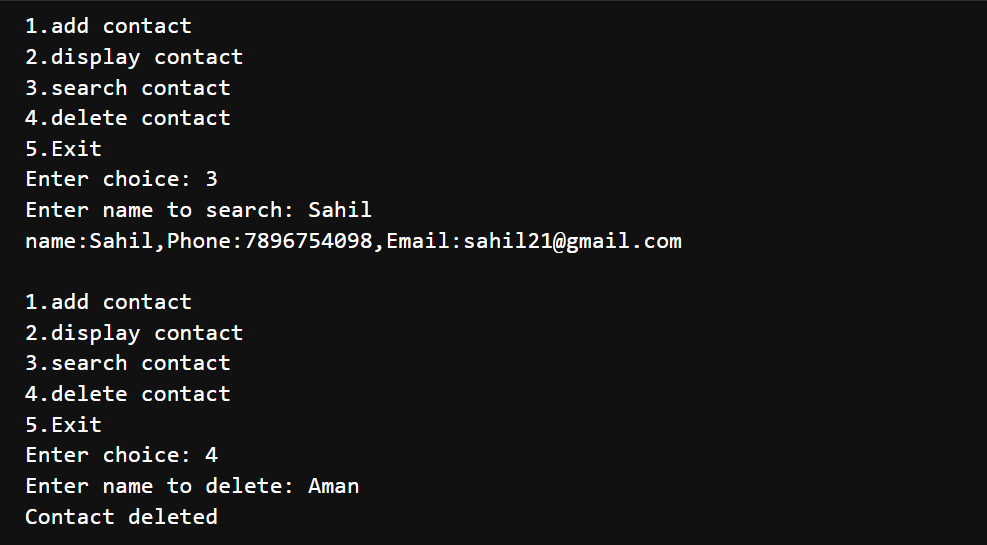 1.add contact
2.display contact
3.search contact
4.delete contact
5.Exit
Enter choice: 3
Enter name to search: Sahil
name:Sahil,Phone:7896754098,Email:sahil21@gmail.com

1.add contact
2.display contact
3.search contact
4.delete contact
5.Exit
Enter choice: 4
Enter name to delete: Aman
Contact deleted